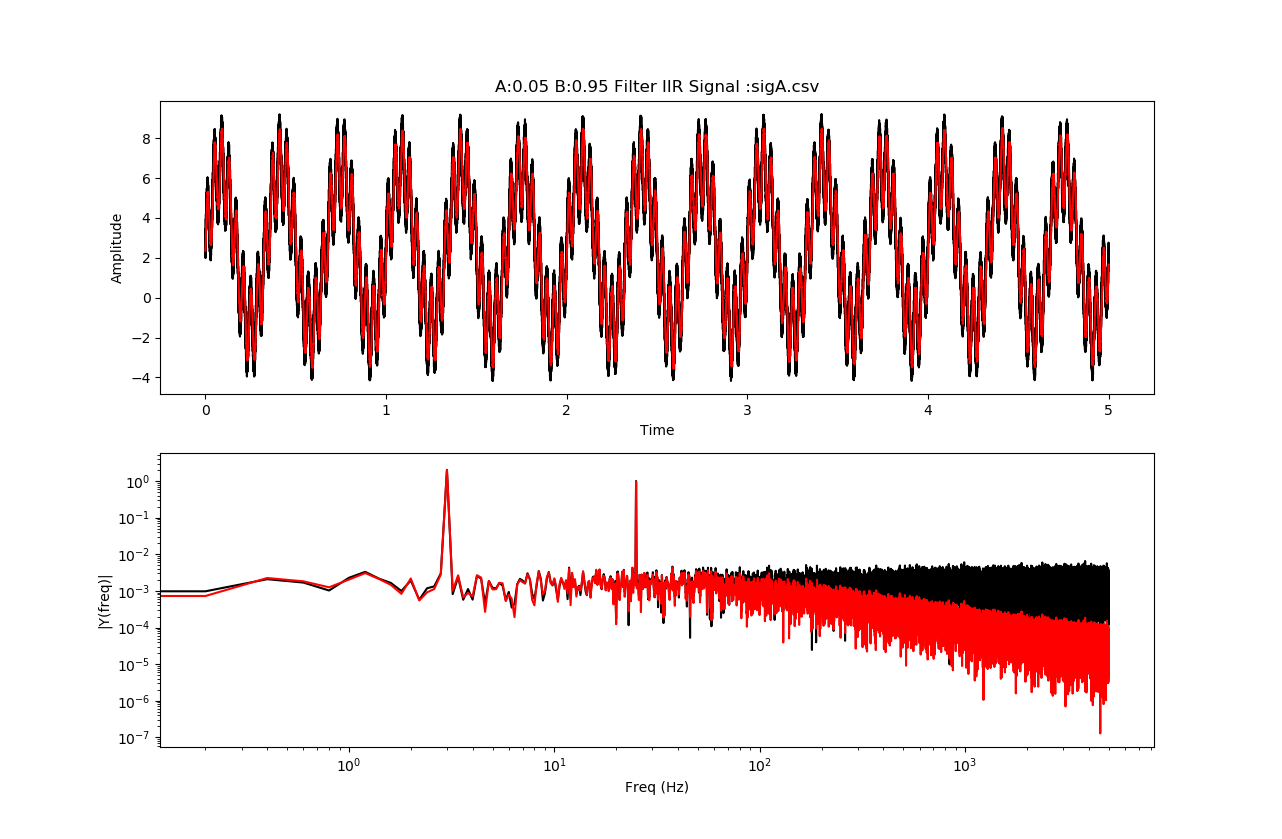 A:0.05 B:0.95 Filter IIR Signal :sigA.csv
8
6
4
2
0
−2
−4
Amplitude
0 1 2 3 4 5
Time
10⁰
10⁻¹
10⁻²
10⁻³
10⁻⁴
10⁻⁵
10⁻⁶
10⁻⁷
|Y(freq)|
10⁰ 10¹ 10² 10³
Freq (Hz)